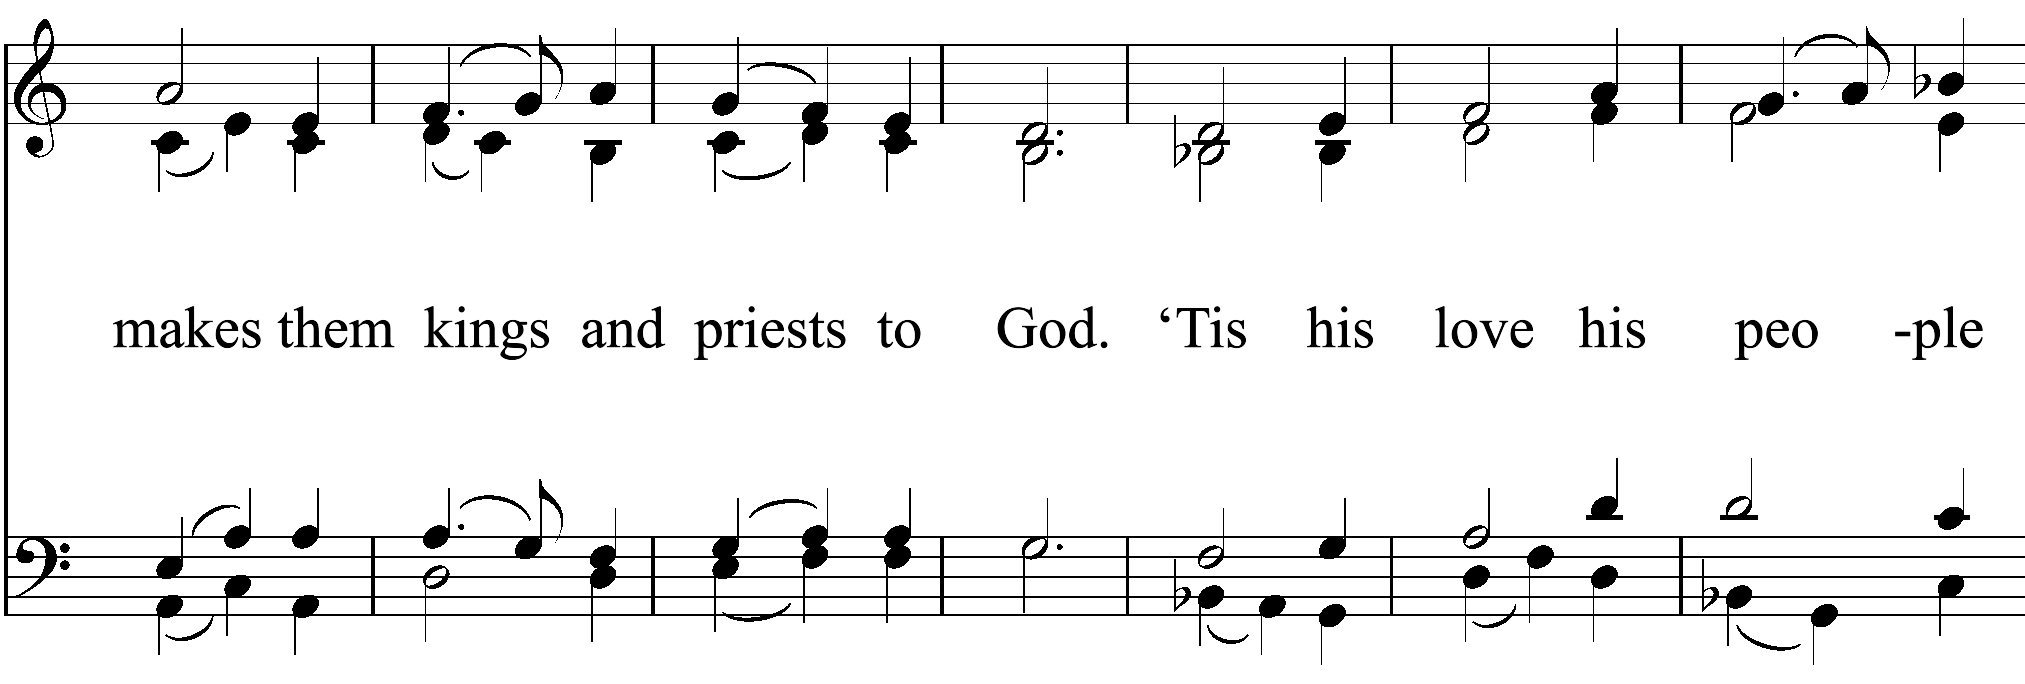 makes them kings and priests to God. ‘Tis his love his peo -ple